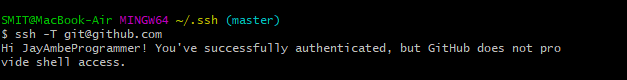 SMIT@MacBook-Air MINGW64 ~/.ssh (master)
$ ssh -T git@github.com
Hi JayAmbeProgrammer! You've successfully authenticated, but GitHub does not pro
vide shell access.